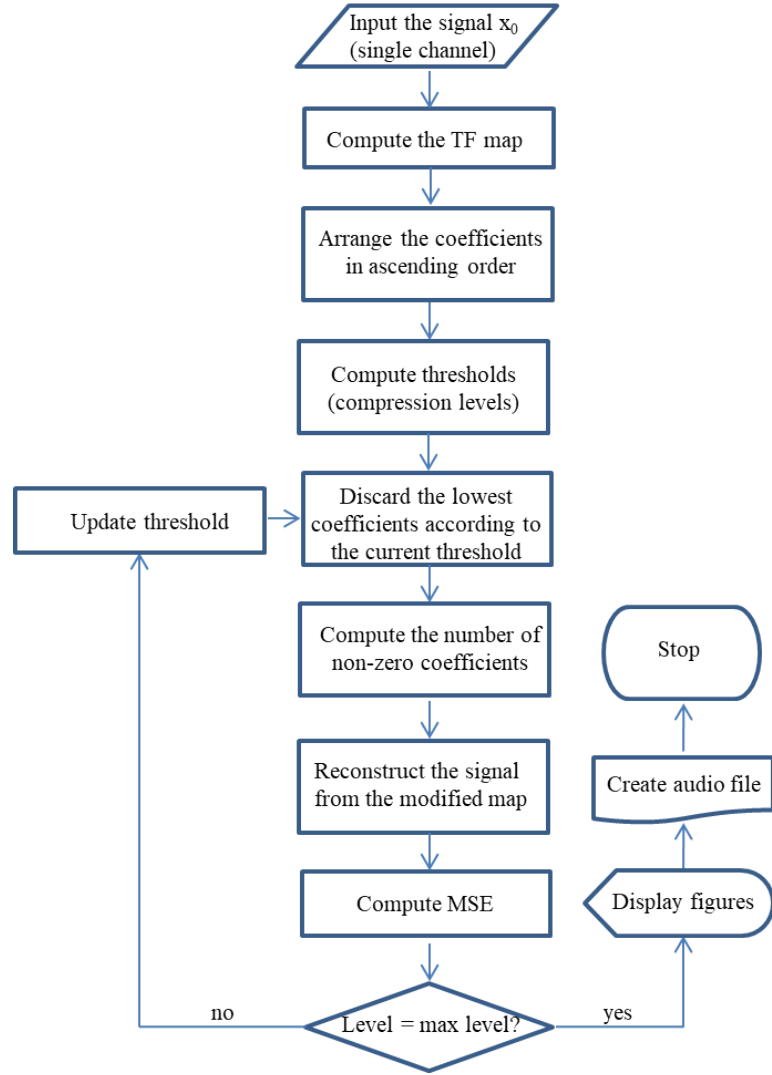 Input the signal x₀
(single channel)
Compute the TF map
Arrange the coefficients
in ascending order
Compute thresholds
(compression levels)
Update threshold
Discard the lowest
coefficients according to
the current threshold
Compute the number of
non-zero coefficients
Stop
Reconstruct the signal
from the modified map
Create audio file
Compute MSE
Display figures
no
Level = max level?
yes